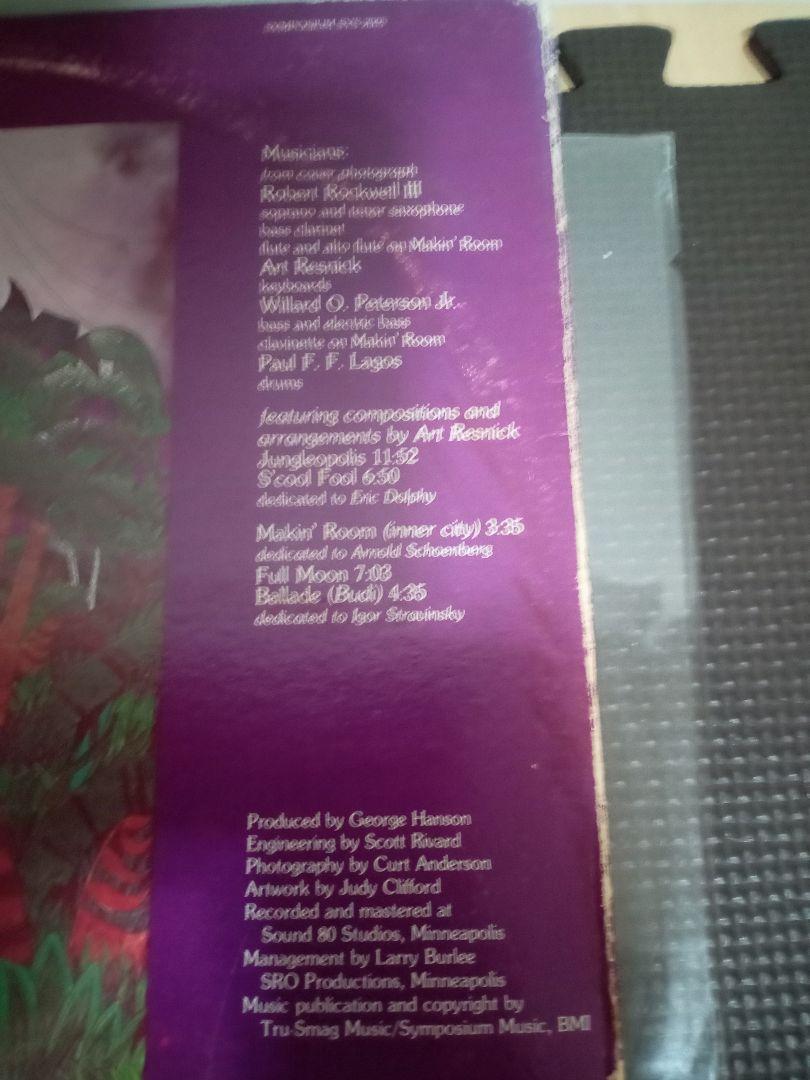 SYMPOSIUM SYS
Musicians:
from cover photograph
Robert Rockwell III
soprano and tenor saxophone
bass clarinet
flute and alto flute on Makin' Room
Art Resnick
keyboards
Willard O. Peterson Jr.
bass and electric bass
clavinette on Makin' Room
Paul F. F. Lagos
drums
featuring compositions and
arrangements by Art Resnick
Jungleopolis 11:52
S'cool Fool 6:50
dedicated to Eric Dolphy
Makin' Room (inner city) 3:35
dedicated to Arnold Schoenberg
Full Moon 7:03
Ballade (Budi) 4:35
dedicated to Igor Stravinsky
Produced by George Hanson
Engineering by Scott Rivard
Photography by Curt Anderson
Artwork by Judy Clifford
Recorded and mastered at
Sound 80 Studios, Minneapolis
Management by Larry Burlee
SRO Productions, Minneapolis
Music publication and copyright by
Tru-Smag Music/Symposium Music, BMI